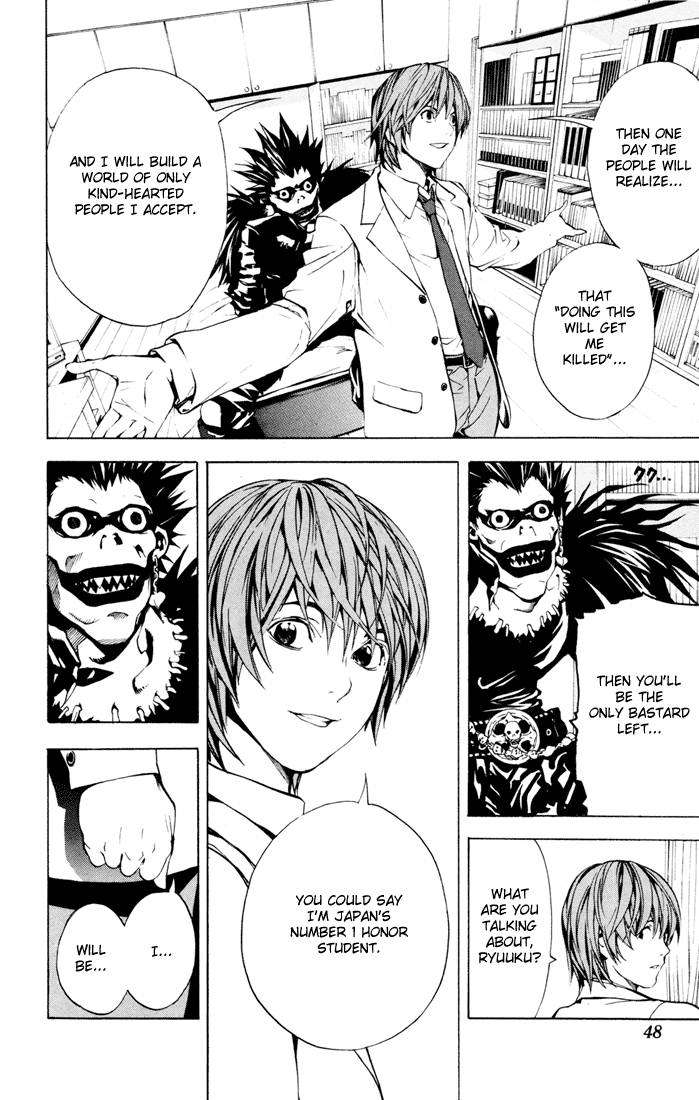 THEN ONE
DAY THE
PEOPLE WILL
REALIZE...
THAT
"DOING THIS
WILL GET
ME
KILLED"...
AND I WILL BUILD A
WORLD OF ONLY
KIND-HEARTED
PEOPLE I ACCEPT.
クク...
THEN YOU'LL
BE THE
ONLY BASTARD
LEFT...
WHAT
ARE YOU
TALKING
ABOUT,
RYUUKU?
YOU COULD SAY
I'M JAPAN'S
NUMBER 1 HONOR
STUDENT.
I...
WILL
BE...
48